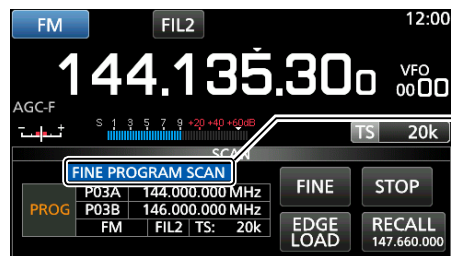 FM FIL2 12:00
144.135.300 VFO 0000
AGC-F
S 1 3 5 7 9 +20 +40 +60dB
- +
TS 20k
SCAN
FINE PROGRAM SCAN
PROG
P03A 144.000.000 MHz
P03B 146.000.000 MHz
FM FIL2 TS: 20k
FINE STOP
EDGE LOAD
RECALL
147.660.000